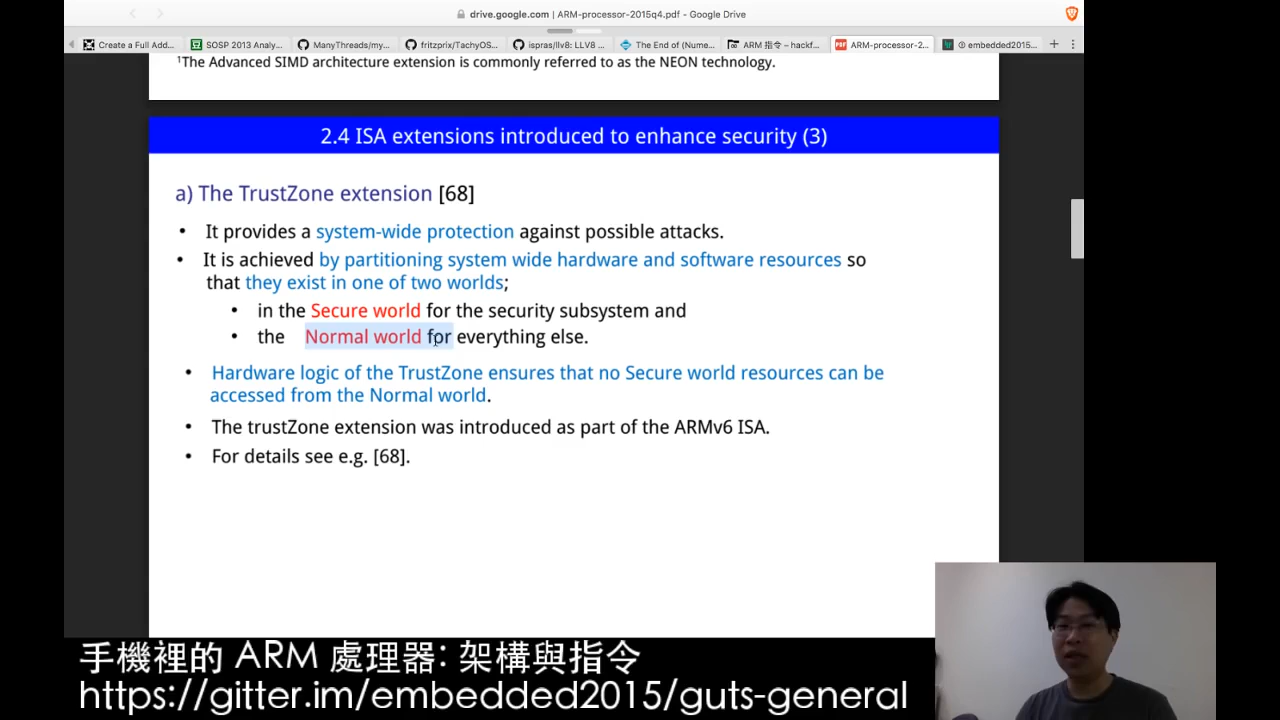 drive.google.com | ARM-processor-2015q4.pdf - Google Drive
Create a Full Add... SOSP 2013 Analy... ManyThreads/my... fritzprix/TachyOS... ispras/llv8: LLV8 ... The End of (Nume... ARM 指令 – hackf... ARM-processor-2... embedded2015...
1The Advanced SIMD architecture extension is commonly referred to as the NEON technology.
2.4 ISA extensions introduced to enhance security (3)
a) The TrustZone extension [68]
• It provides a system-wide protection against possible attacks.
• It is achieved by partitioning system wide hardware and software resources so
that they exist in one of two worlds;
• in the Secure world for the security subsystem and
• the Normal world for everything else.
• Hardware logic of the TrustZone ensures that no Secure world resources can be
accessed from the Normal world.
• The trustZone extension was introduced as part of the ARMv6 ISA.
• For details see e.g. [68].
手機裡的 ARM 處理器: 架構與指令
https://gitter.im/embedded2015/guts-general